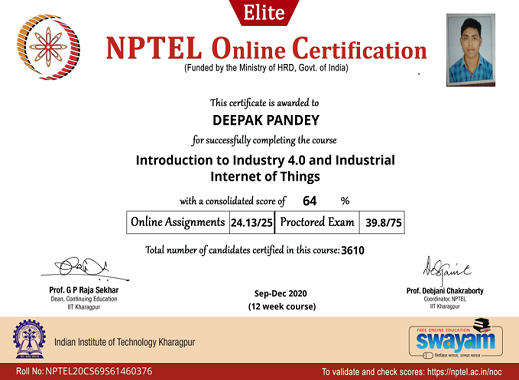 Elite
NPTEL Online Certification
(Funded by the Ministry of HRD, Govt. of India)
This certificate is awarded to
DEEPAK PANDEY
for successfully completing the course
Introduction to Industry 4.0 and Industrial
Internet of Things
with a consolidated score of 64 %
Online Assignments 24.13/25 Proctored Exam 39.8/75
Total number of candidates certified in this course: 3610
Prof. G P Raja Sekhar
Dean, Continuing Education
IIT Kharagpur
Sep-Dec 2020
(12 week course)
Prof. Debjani Chakraborty
Coordinator, NPTEL
IIT Kharagpur
Indian Institute of Technology Kharagpur
FREE ONLINE EDUCATION
swayam
शिक्षित भारत, उन्नत भारत
Roll No: NPTEL20CS69S61460376
To validate and check scores: https://nptel.ac.in/noc